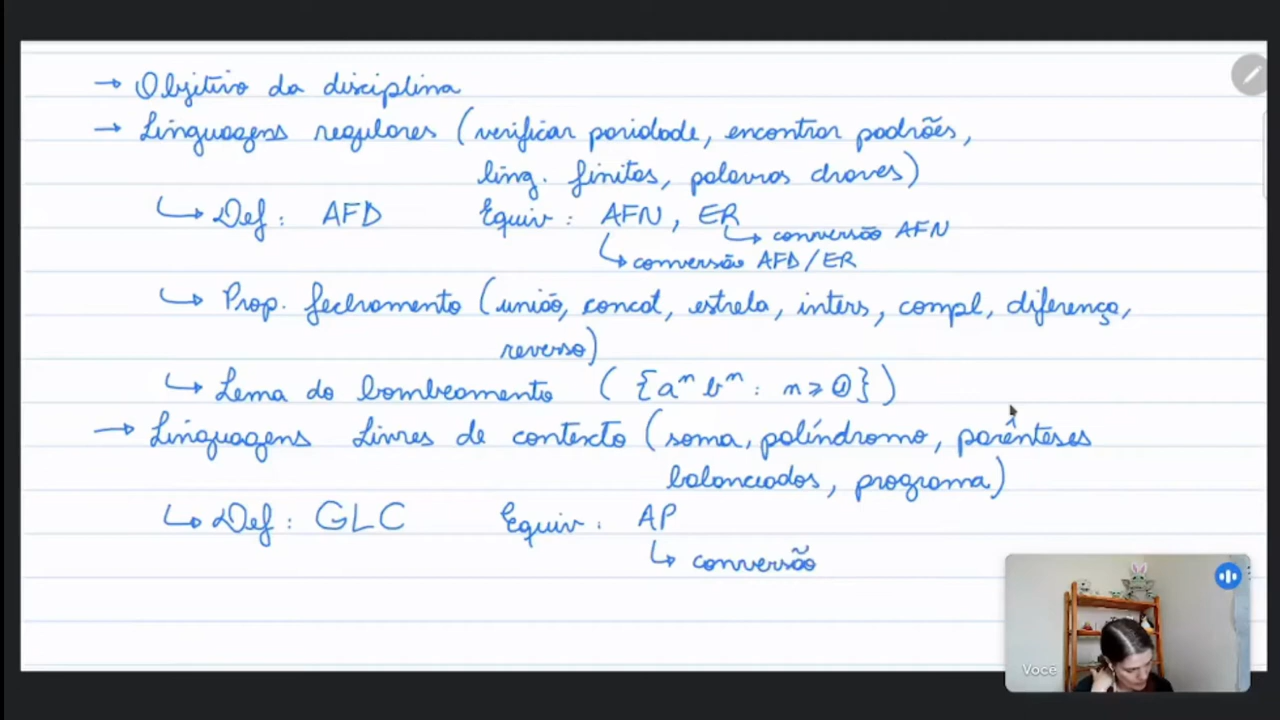 → Objetivo da disciplina
→ Linguagens regulares (verificar paridade, encontrar padrões,
ling. finitas, palavras chaves)
↳ Def: AFD Equiv: AFN, ER
↳ conversão AFN
↳ conversão AFD/ER
↳ Prop. fechamento (união, concat, estrela, inters, compl, diferença,
reverso)
↳ Lema do bombeamento ({aⁿbⁿ: n≥0})
→ Linguagens Livres de contexto (soma, palíndromo, parênteses
balanceados, programa)
↳ Def: GLC Equiv: AP
↳ conversão
Você